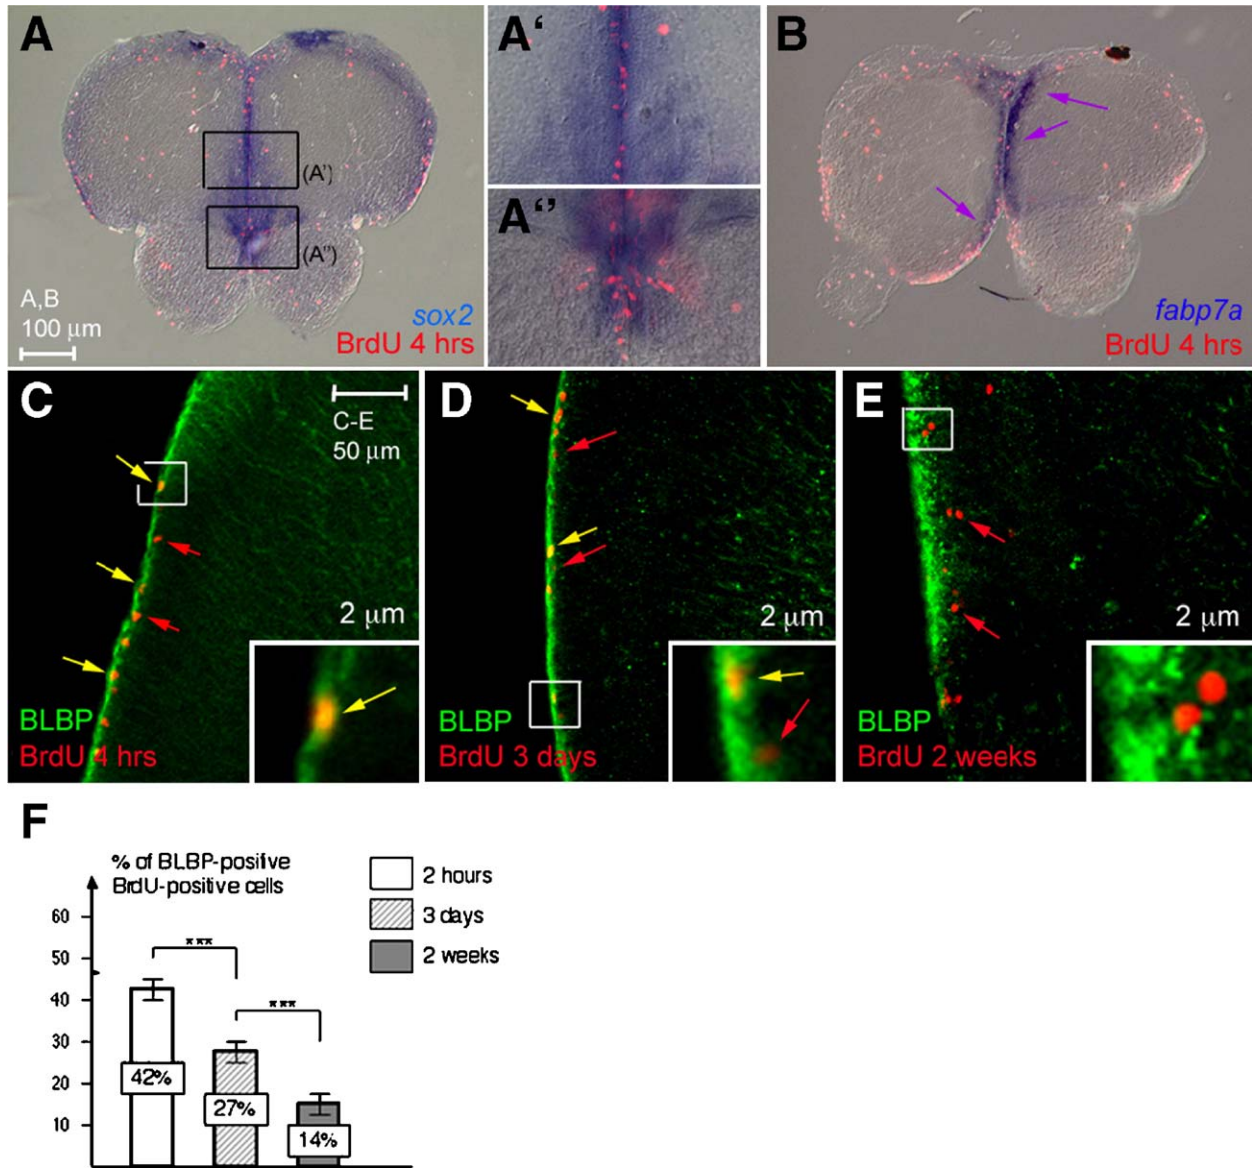 A
(A')
(A'')
A,B
100 µm
sox2
BrdU 4 hrs
A'
A''
B
fabp7a
BrdU 4 hrs
C
C-E
50 µm
2 µm
BLBP
BrdU 4 hrs
D
2 µm
BLBP
BrdU 3 days
E
2 µm
BLBP
BrdU 2 weeks
F
% of BLBP-positive
BrdU-positive cells
2 hours
3 days
2 weeks
60
50
40
30
20
10
***
***
42%
27%
14%